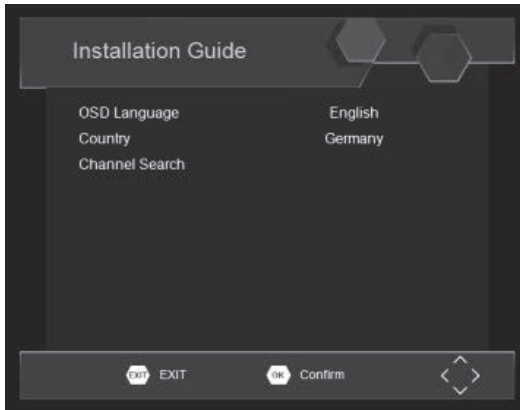 Installation Guide
OSD Language English
Country Germany
Channel Search
EXIT EXIT OK Confirm